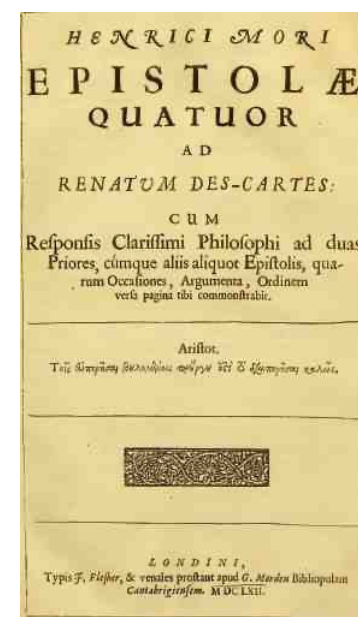 HENRICI MORI
EPISTOLÆ
QUATUOR
AD
RENATUM DES-CARTES:
CUM
Reſponſis Clariſſimi Philoſophi ad duas
Priores, cúmque aliis aliquot Epiſtolis, qua-
rum Occaſiones, Argumenta, Ordinem
verſa pagina tibi commonſtrabit.
Ariſtot.
LONDINI,
Typis J. Fleſher, & venales proſtant apud G. Morden Bibliopolam
Cantabrigienſem. MDCLXII.